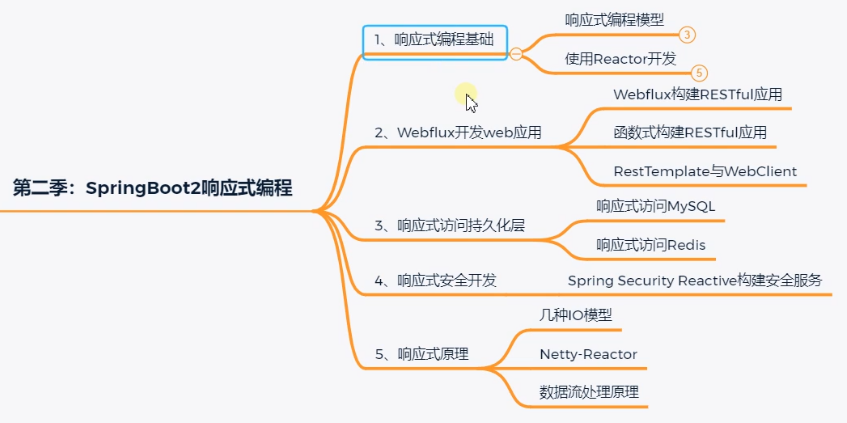 第二季：SpringBoot2响应式编程
1、响应式编程基础
响应式编程模型
3
使用Reactor开发
5
2、Webflux开发web应用
Webflux构建RESTful应用
函数式构建RESTful应用
RestTemplate与WebClient
3、响应式访问持久化层
响应式访问MySQL
响应式访问Redis
4、响应式安全开发
Spring Security Reactive构建安全服务
5、响应式原理
几种IO模型
Netty-Reactor
数据流处理原理